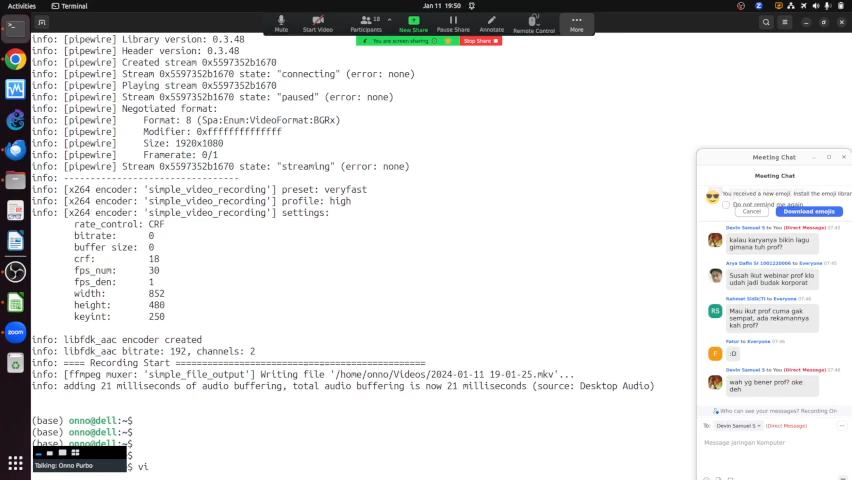 Activities
Terminal
Jan 11 19:50
Mute
Start Video
18
Participants
New Share
Pause Share
Annotate
Remote Control
More
You are screen sharing
Stop Share
info: [pipewire] Library version: 0.3.48
info: [pipewire] Header version: 0.3.48
info: [pipewire] Created stream 0x5597352b1670
info: [pipewire] Stream 0x5597352b1670 state: "connecting" (error: none)
info: [pipewire] Playing stream 0x5597352b1670
info: [pipewire] Stream 0x5597352b1670 state: "paused" (error: none)
info: [pipewire] Negotiated format:
info: [pipewire] Format: 8 (Spa:Enum:VideoFormat:BGRx)
info: [pipewire] Modifier: 0xffffffffffffff
info: [pipewire] Size: 1920x1080
info: [pipewire] Framerate: 0/1
info: [pipewire] Stream 0x5597352b1670 state: "streaming" (error: none)
info: ---------------------------------
info: [x264 encoder: 'simple_video_recording'] preset: veryfast
info: [x264 encoder: 'simple_video_recording'] profile: high
info: [x264 encoder: 'simple_video_recording'] settings:
rate_control: CRF
bitrate: 0
buffer size: 0
crf: 18
fps_num: 30
fps_den: 1
width: 852
height: 480
keyint: 250
info: libfdk_aac encoder created
info: libfdk_aac bitrate: 192, channels: 2
info: ==== Recording Start ===============================================
info: [ffmpeg muxer: 'simple_file_output'] Writing file '/home/onno/Videos/2024-01-11 19-01-25.mkv'...
info: adding 21 milliseconds of audio buffering, total audio buffering is now 21 milliseconds (source: Desktop Audio)
(base) onno@dell:~$
(base) onno@dell:~$
(base) onno@dell:~$
$
$ vi
Talking: Onno Purbo
Meeting Chat
Meeting Chat
You received a new emoji. Install the emoji librar
Do not remind me again
Cancel
Download emojis
Devin Samuel S to You (Direct Message) 07:45
kalau karyanya bikin lagu
gimana tuh prof?
Arya Daffin SI 1001220006 to Everyone 07:45
Susah ikut webinar prof klo
udah jadi budak korporat
07:46
RS
Mau ikut prof cuma gak
sempat, ada rekamannya
kah prof?
Fatur to Everyone 07:46
F
:D
Devin Samuel S to You (Direct Message) 07:46
wah yg bener prof? oke
deh
Who can see your messages? Recording On
To:
Devin Samuel S
(Direct Message)
Message Jaringan Komputer
zoom